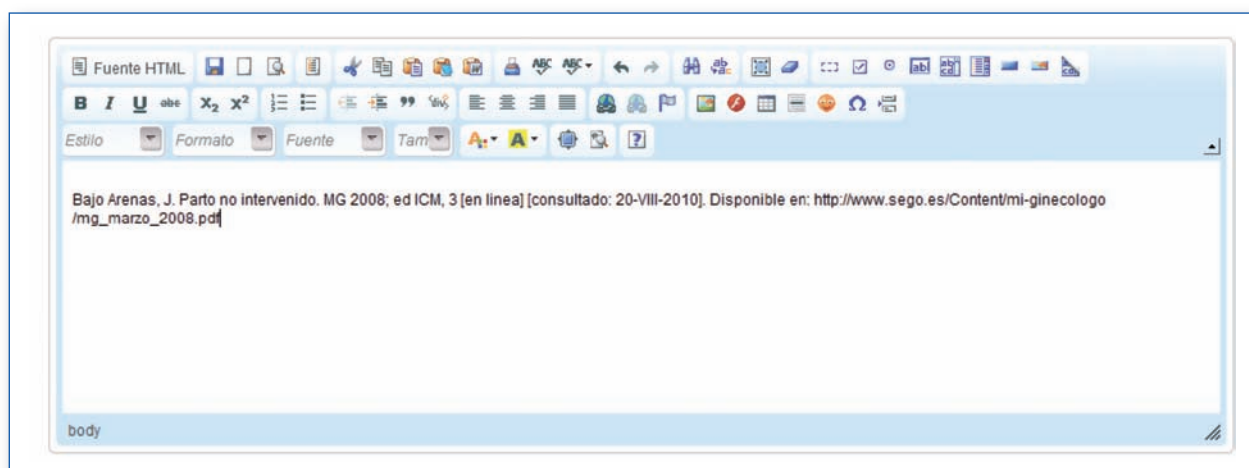 Fuente HTML
B I U abc X₂ X²
Estilo Formato Fuente Tam
Bajo Arenas, J. Parto no intervenido. MG 2008; ed ICM, 3 [en linea] [consultado: 20-VIII-2010]. Disponible en: http://www.sego.es/Content/mi-ginecologo
/mg_marzo_2008.pdf
body